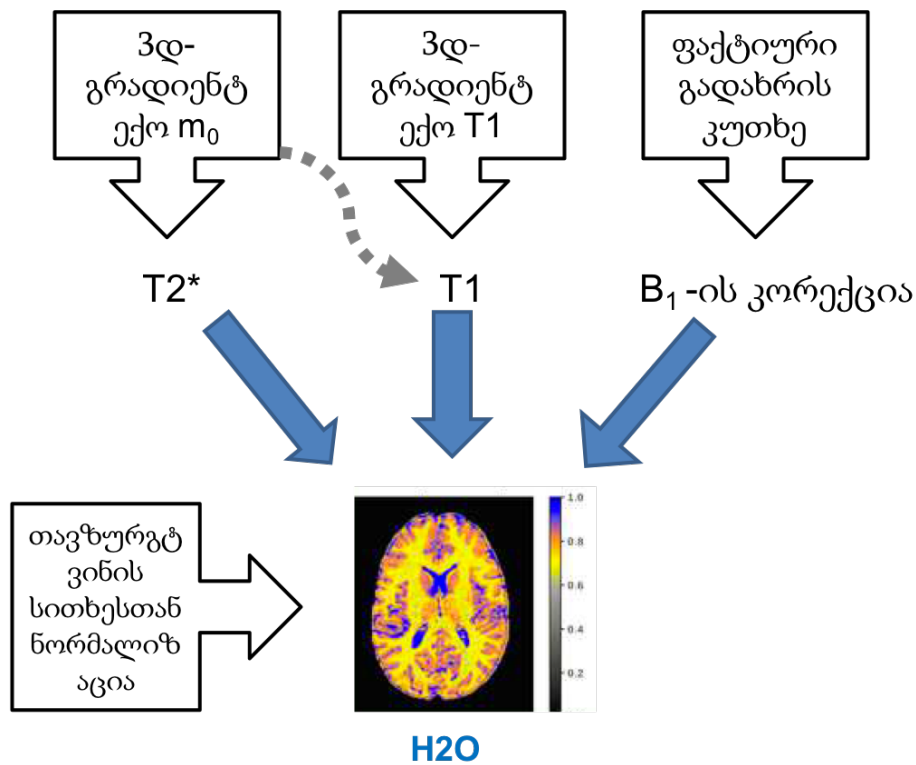 3დ-
გრადიენტ
ექო m₀
3დ-
გრადიენტ
ექო T1
ფაქტიური
გადახრის
კუთხე
T2*
T1
B₁ -ის კორექცია
თავზურგტ
ვინის
სითხესთან
ნორმალიზ
აცია
1.0
0.8
0.6
0.4
0.2
H2O